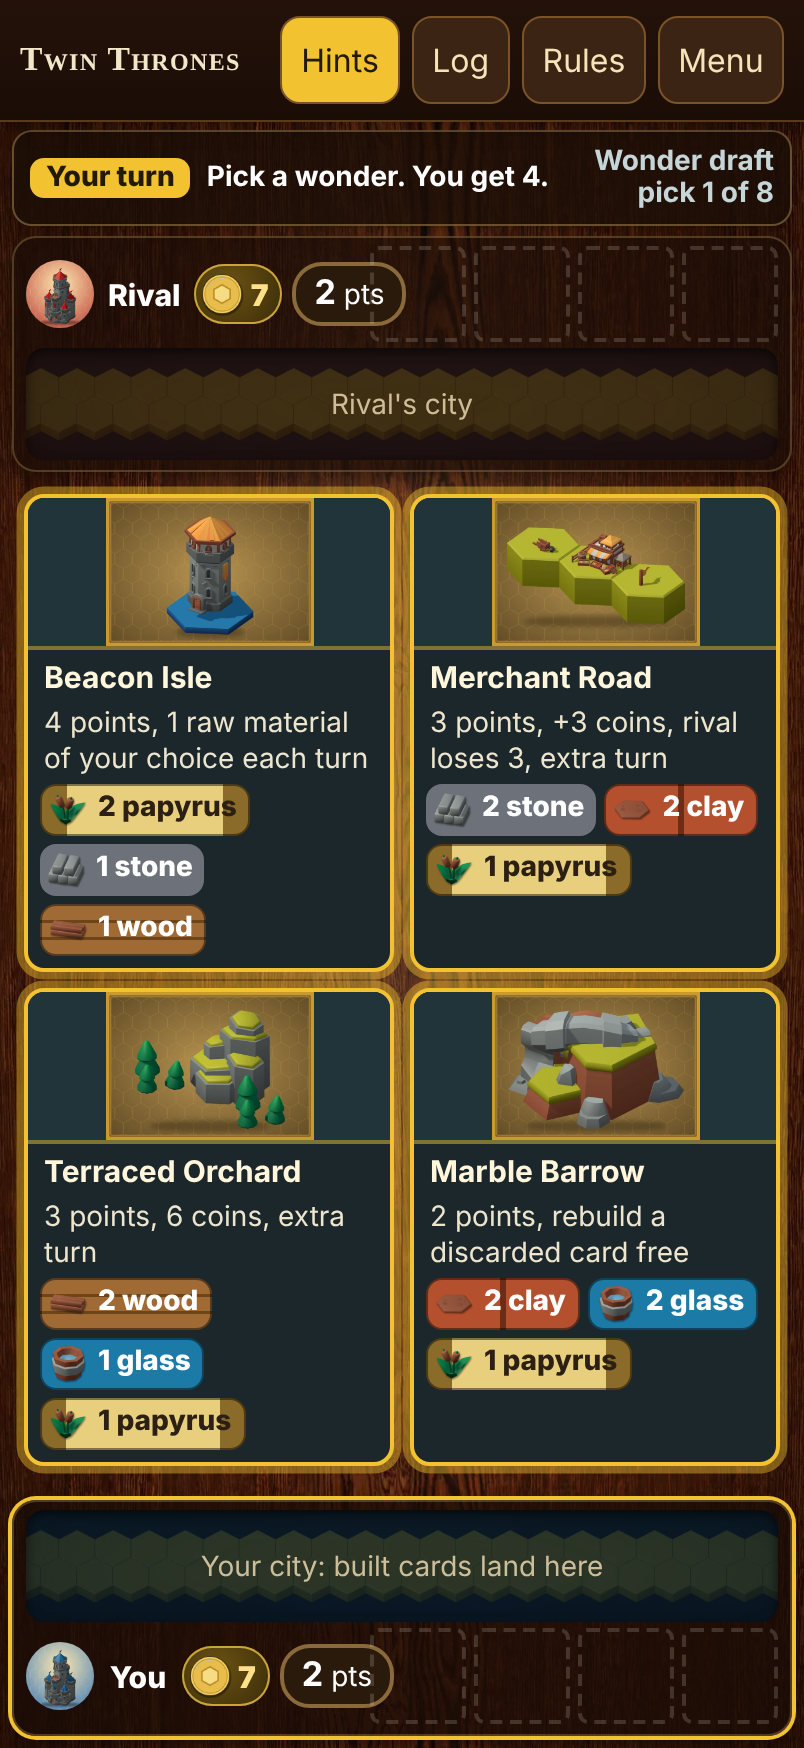 Twin Thrones
Hints
Log
Rules
Menu
Your turn
Pick a wonder. You get 4.
Wonder draft
pick 1 of 8
Rival
7
2 pts
Rival's city
Beacon Isle
4 points, 1 raw material
of your choice each turn
2 papyrus
1 stone
1 wood
Merchant Road
3 points, +3 coins, rival
loses 3, extra turn
2 stone
2 clay
1 papyrus
Terraced Orchard
3 points, 6 coins, extra
turn
2 wood
1 glass
1 papyrus
Marble Barrow
2 points, rebuild a
discarded card free
2 clay
2 glass
1 papyrus
Your city: built cards land here
You
7
2 pts